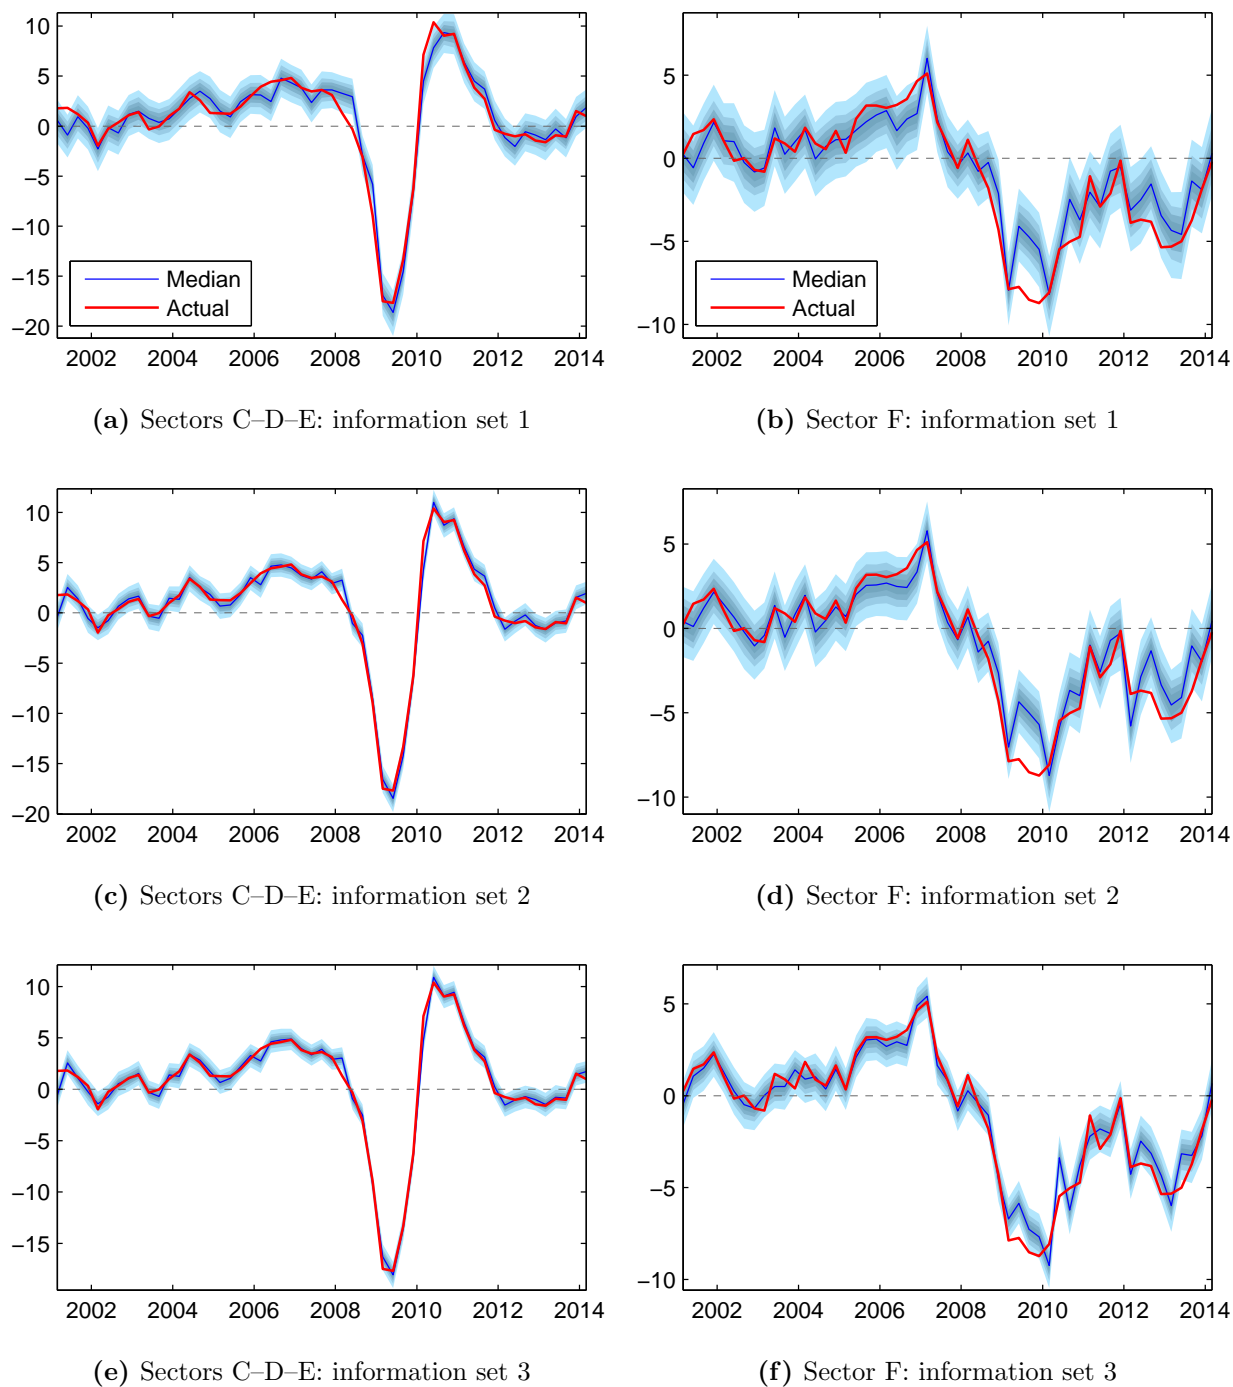 10
5
0
−5
−10
−15
−20
Median
Actual
2002 2004 2006 2008 2010 2012 2014
(a) Sectors C–D–E: information set 1
5
0
−5
−10
Median
Actual
2002 2004 2006 2008 2010 2012 2014
(b) Sector F: information set 1
10
5
0
−5
−10
−15
−20
2002 2004 2006 2008 2010 2012 2014
(c) Sectors C–D–E: information set 2
5
0
−5
−10
2002 2004 2006 2008 2010 2012 2014
(d) Sector F: information set 2
10
5
0
−5
−10
−15
2002 2004 2006 2008 2010 2012 2014
(e) Sectors C–D–E: information set 3
5
0
−5
−10
2002 2004 2006 2008 2010 2012 2014
(f) Sector F: information set 3